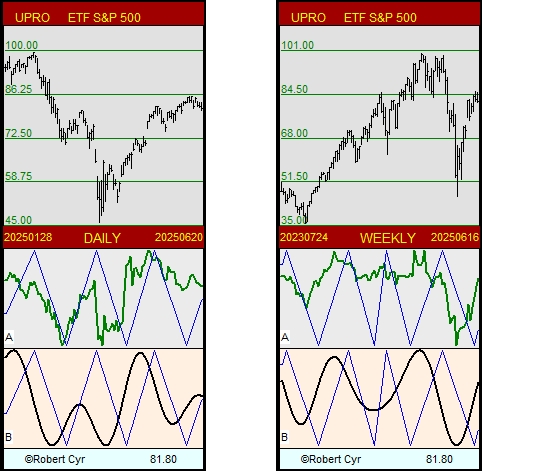 UPRO ETF S&P 500
100.00
86.25
72.50
58.75
45.00
20250128 DAILY 20250620
A
B
©Robert Cyr 81.80
UPRO ETF S&P 500
101.00
84.50
68.00
51.50
35.00
20230724 WEEKLY 20250616
A
B
©Robert Cyr 81.80